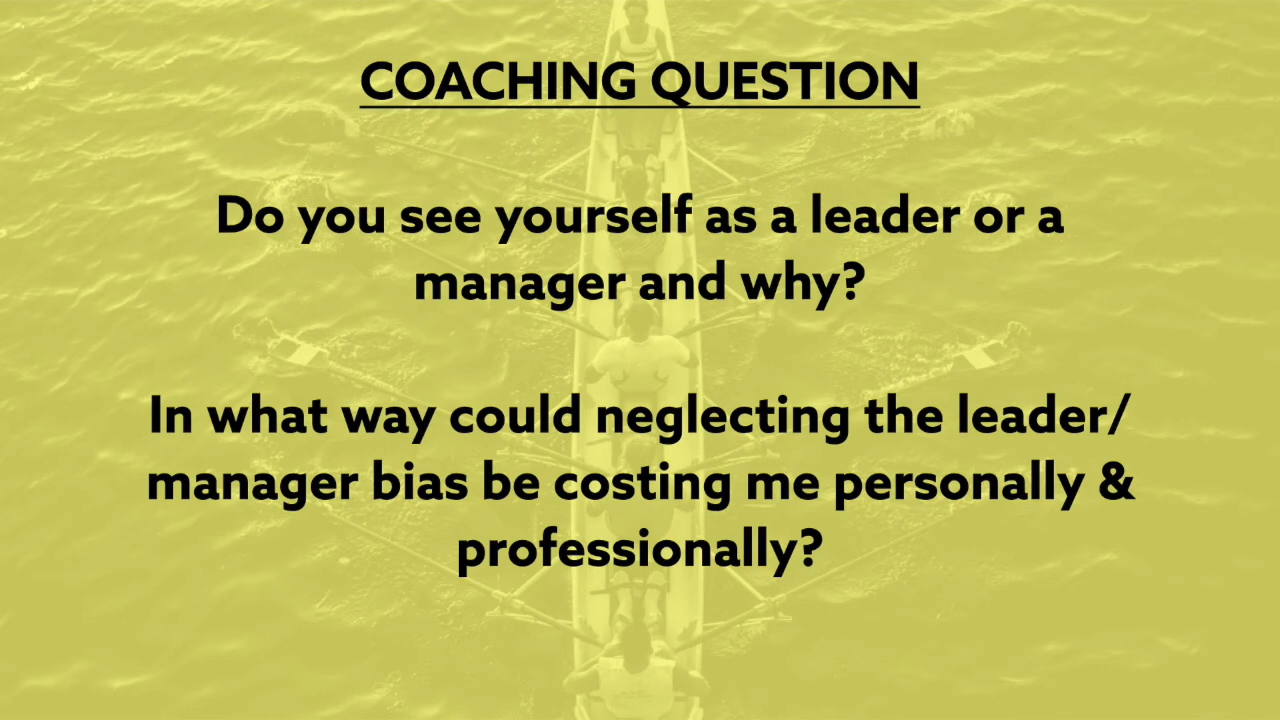 COACHING QUESTION
Do you see yourself as a leader or a
manager and why?
In what way could neglecting the leader/
manager bias be costing me personally &
professionally?